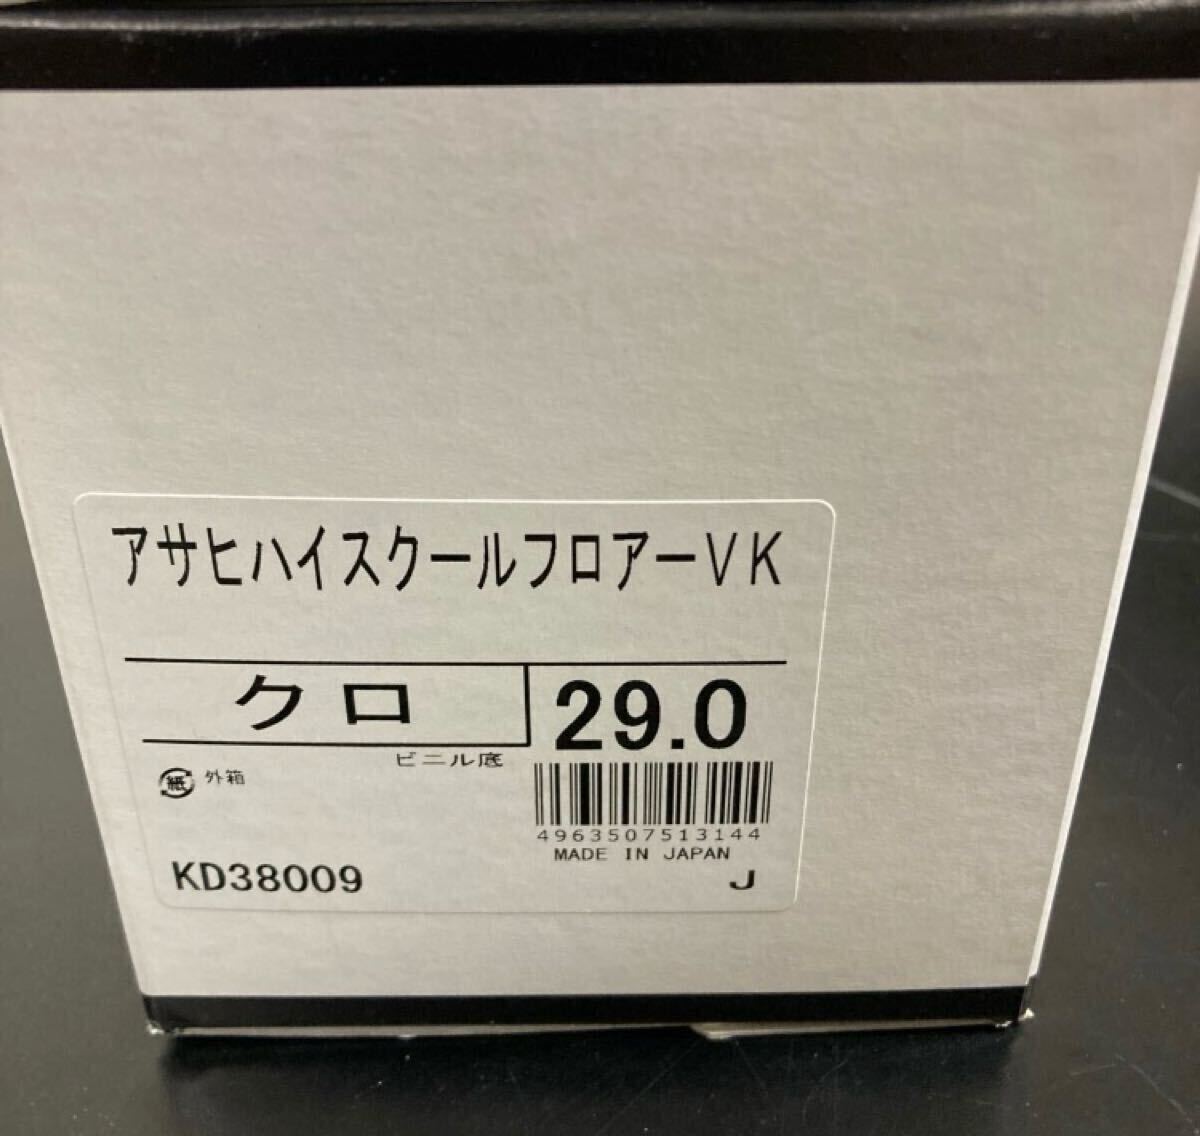 アサヒハイスクールフロアーVK
クロ 29.0
ビニル底
紙 外箱
4963507513144
MADE IN JAPAN
KD38009 J